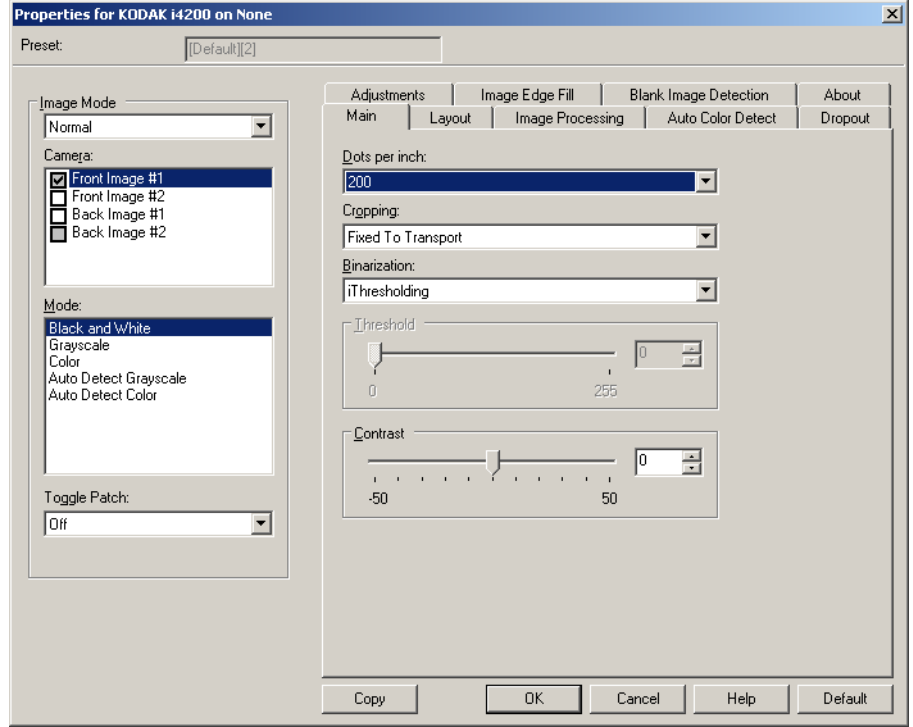 Properties for KODAK i4200 on None
Preset:
[Default][2]
Image Mode
Normal
Camera:
Front Image #1
Front Image #2
Back Image #1
Back Image #2
Mode:
Black and White
Grayscale
Color
Auto Detect Grayscale
Auto Detect Color
Toggle Patch:
Off
Adjustments
Image Edge Fill
Blank Image Detection
About
Main
Layout
Image Processing
Auto Color Detect
Dropout
Dots per inch:
200
Cropping:
Fixed To Transport
Binarization:
iThresholding
Threshold
0
0
255
Contrast
0
-50
50
Copy
OK
Cancel
Help
Default